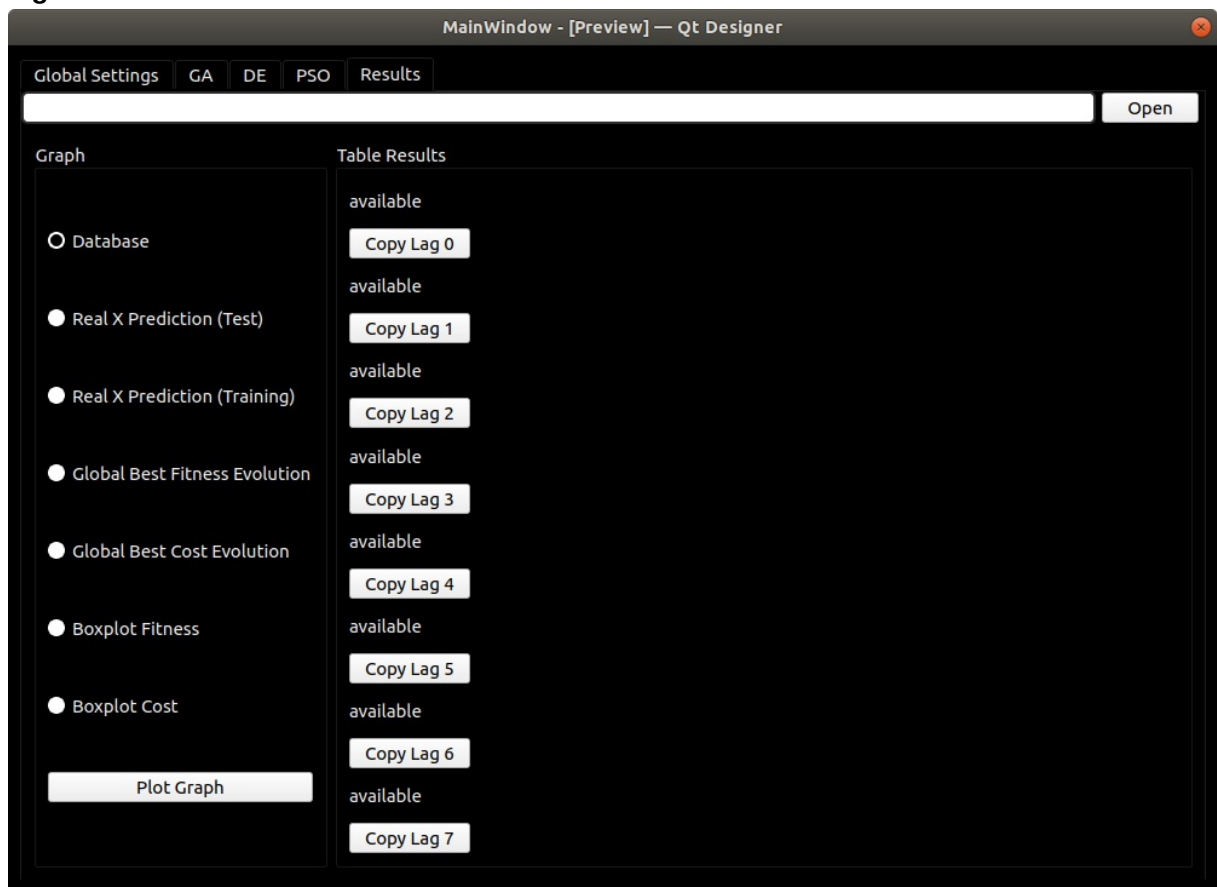 MainWindow - [Preview] — Qt Designer
Global Settings GA DE PSO Results
Open
Graph
Database
Real X Prediction (Test)
Real X Prediction (Training)
Global Best Fitness Evolution
Global Best Cost Evolution
Boxplot Fitness
Boxplot Cost
Plot Graph
Table Results
available
Copy Lag 0
available
Copy Lag 1
available
Copy Lag 2
available
Copy Lag 3
available
Copy Lag 4
available
Copy Lag 5
available
Copy Lag 6
available
Copy Lag 7